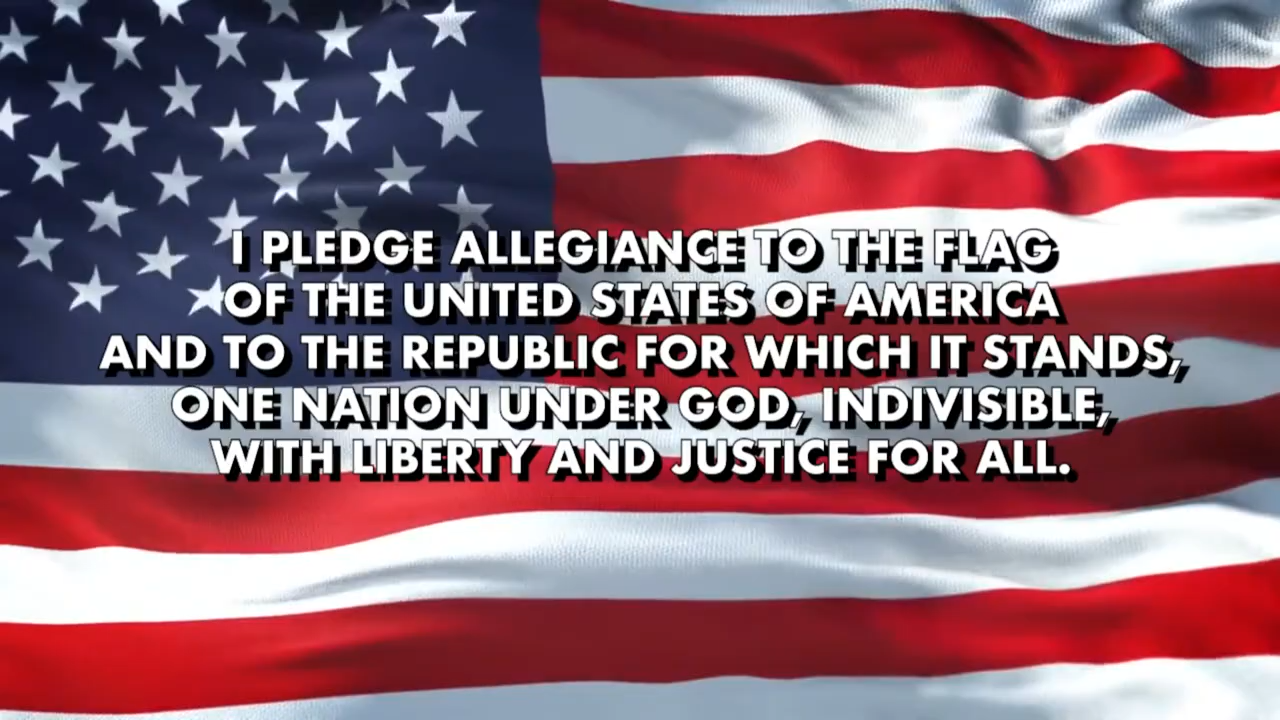 I PLEDGE ALLEGIANCE TO THE FLAG
OF THE UNITED STATES OF AMERICA
AND TO THE REPUBLIC FOR WHICH IT STANDS,
ONE NATION UNDER GOD, INDIVISIBLE,
WITH LIBERTY AND JUSTICE FOR ALL.